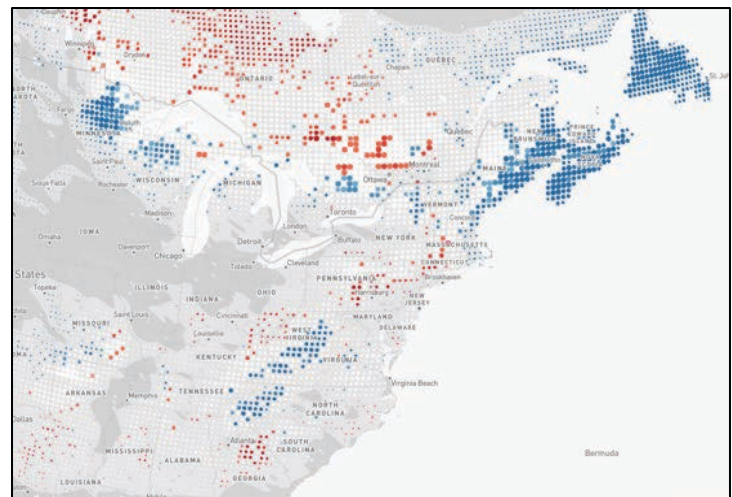 Winnipeg
Dryden
ONTARIO
Chapais
QUÉBEC
Lebel-sur
Quévillon
NORTH
DAKOTA
Fargo
Duluth
MINNESOTA
Saint Paul
Sioux Falls
Rochester
WISCONSIN
MICHIGAN
Québec
Montreal
Ottawa
MAINE
NEW
BRUNSWICK
PRINCE
EDWARD
ISLAND
VERMONT
Concord
Toronto
London
Madison
IOWA
Omaha
Davenport
Chicago
Detroit
Toledo
Buffalo
Cleveland
NEW YORK
MASSACHUSETTS
CONNECTICUT
Brookhaven
PENNSYLVANIA
Harrisburg
NEW
JERSEY
States
Topeka
ILLINOIS
INDIANA
OHIO
MARYLAND
DELAWARE
MISSOURI
Saint Louis
Cincinnati
Louisville
WEST
VIRGINIA
KENTUCKY
VIRGINIA
Virginia Beach
TENNESSEE
NORTH
CAROLINA
ARKANSAS
Memphis
Dallas
Atlanta
SOUTH
CAROLINA
MISSISSIPPI
ALABAMA
GEORGIA
LOUISIANA
Bermuda